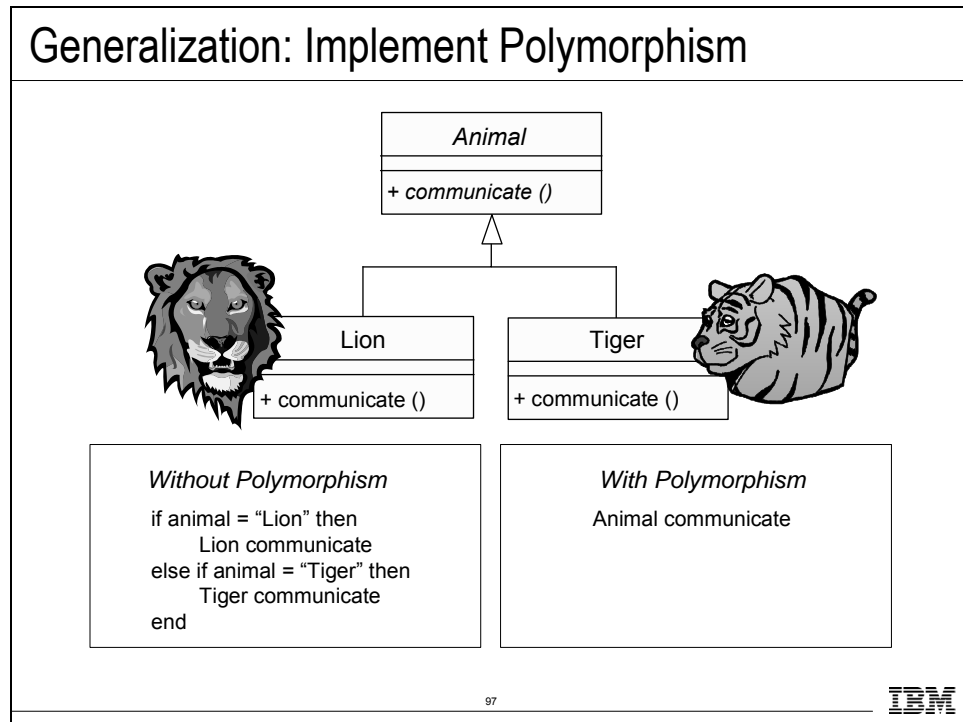 Generalization: Implement Polymorphism
Animal
+ communicate ()
Lion
+ communicate ()
Tiger
+ communicate ()
Without Polymorphism
if animal = “Lion” then
Lion communicate
else if animal = “Tiger” then
Tiger communicate
end
With Polymorphism
Animal communicate
97
IBM